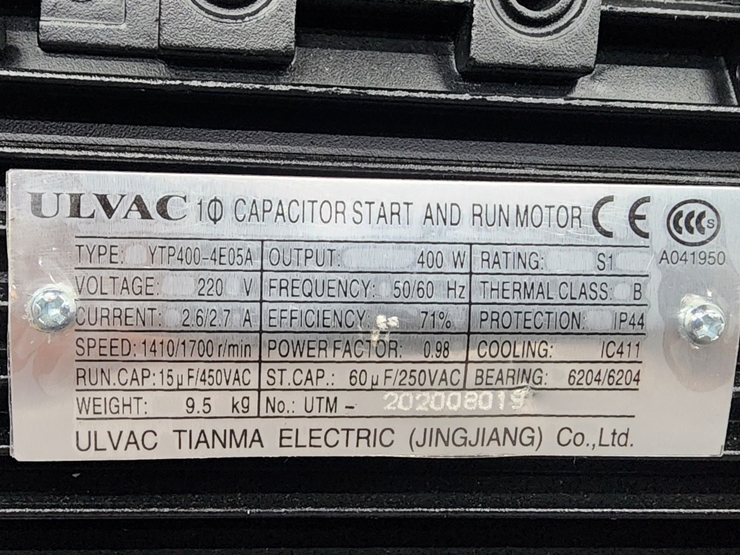 ULVAC 1Φ CAPACITOR START AND RUN MOTOR CE CCC S
A041950
TYPE: YTP400-4E05A OUTPUT: 400 W RATING: S1
VOLTAGE: 220 V FREQUENCY: 50/60 Hz THERMAL CLASS: B
CURRENT: 2.6/2.7 A EFFICIENCY: 71% PROTECTION: IP44
SPEED: 1410/1700 r/min POWER FACTOR: 0.98 COOLING: IC411
RUN.CAP: 15μF/450VAC ST.CAP.: 60μF/250VAC BEARING: 6204/6204
WEIGHT: 9.5 kg No.: UTM - 202008019
ULVAC TIANMA ELECTRIC (JINGJIANG) Co.,Ltd.